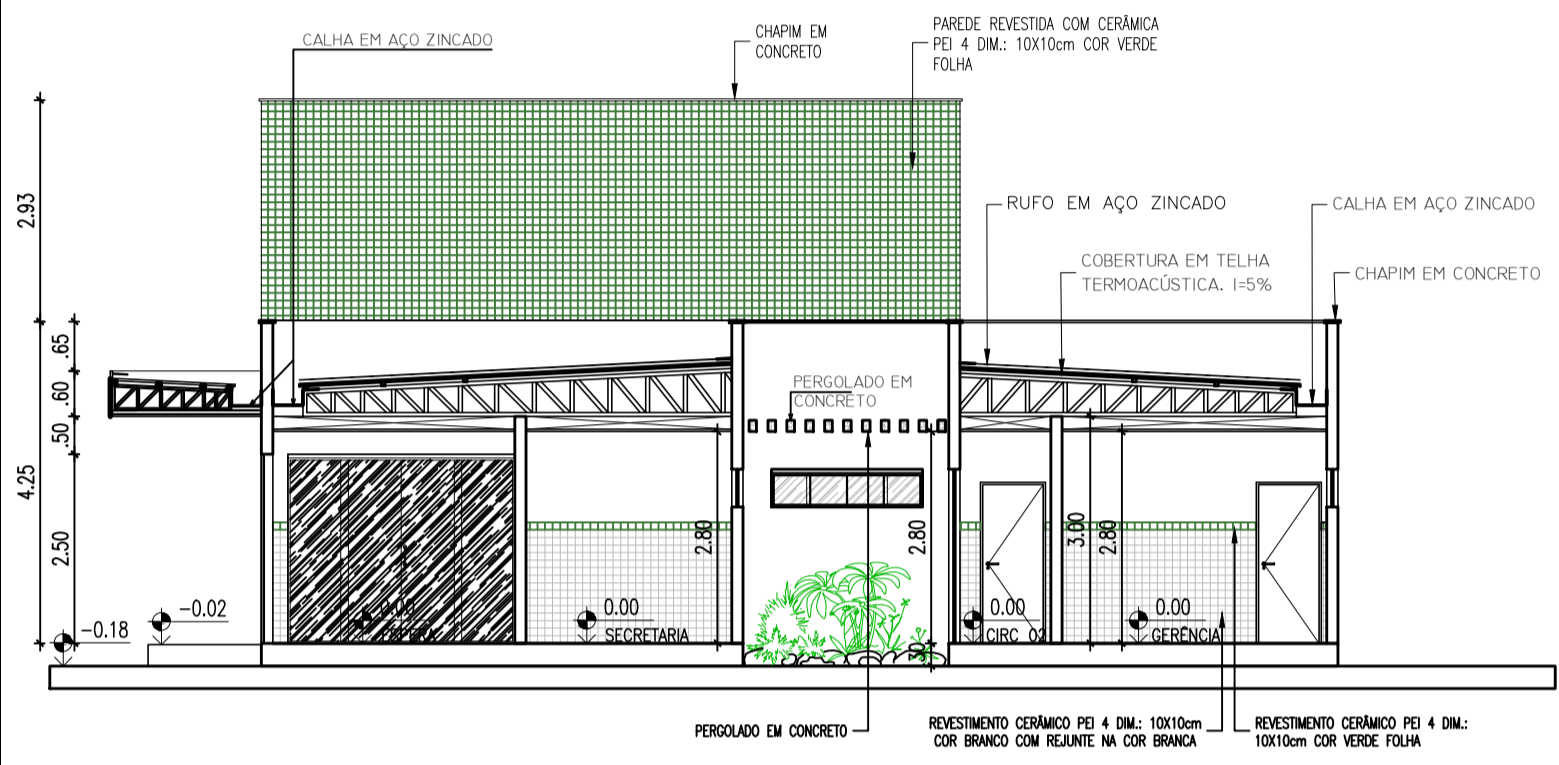 CALHA EM AÇO ZINCADO
CHAPIM EM
CONCRETO
PAREDE REVESTIDA COM CERÂMICA
PEI 4 DIM.: 10X10cm COR VERDE
FOLHA
2.93
RUFO EM AÇO ZINCADO
CALHA EM AÇO ZINCADO
COBERTURA EM TELHA
TERMOACÚSTICA. I=5%
CHAPIM EM CONCRETO
.65
.60
.50
4.25
2.50
PERGOLADO EM
CONCRETO
2.80
2.80
3.00
2.80
-0.18
-0.02
0.00
ESPERA
0.00
SECRETARIA
.30
0.00
CIRC 02
0.00
GERÊNCIA
PERGOLADO EM CONCRETO
REVESTIMENTO CERÂMICO PEI 4 DIM.: 10X10cm
COR BRANCO COM REJUNTE NA COR BRANCA
REVESTIMENTO CERÂMICO PEI 4 DIM.:
10X10cm COR VERDE FOLHA